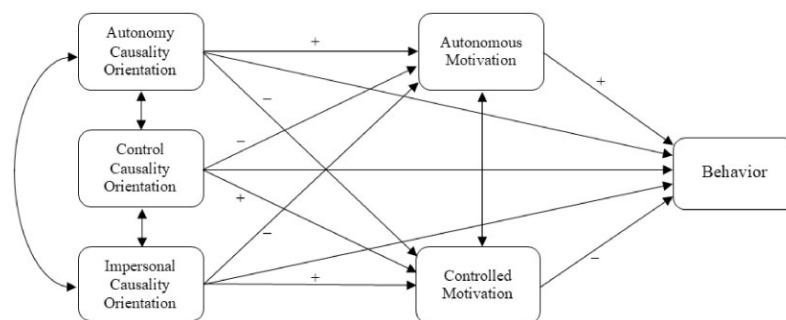 Autonomy
Causality
Orientation
+
Autonomous
Motivation
+
−
Control
Causality
Orientation
−
+
Behavior
−
Impersonal
Causality
Orientation
+
Controlled
Motivation
−